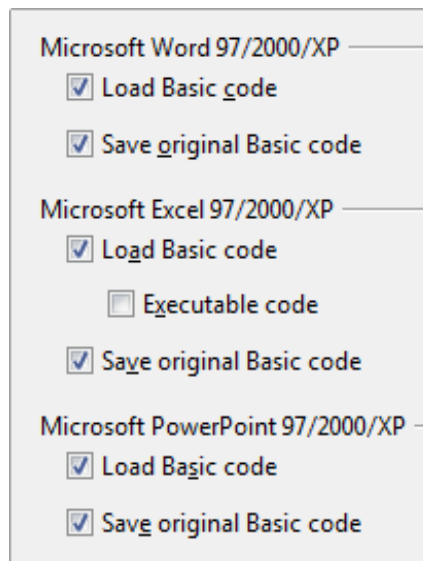 Microsoft Word 97/2000/XP
Load Basic code
Save original Basic code
Microsoft Excel 97/2000/XP
Load Basic code
Executable code
Save original Basic code
Microsoft PowerPoint 97/2000/XP
Load Basic code
Save original Basic code